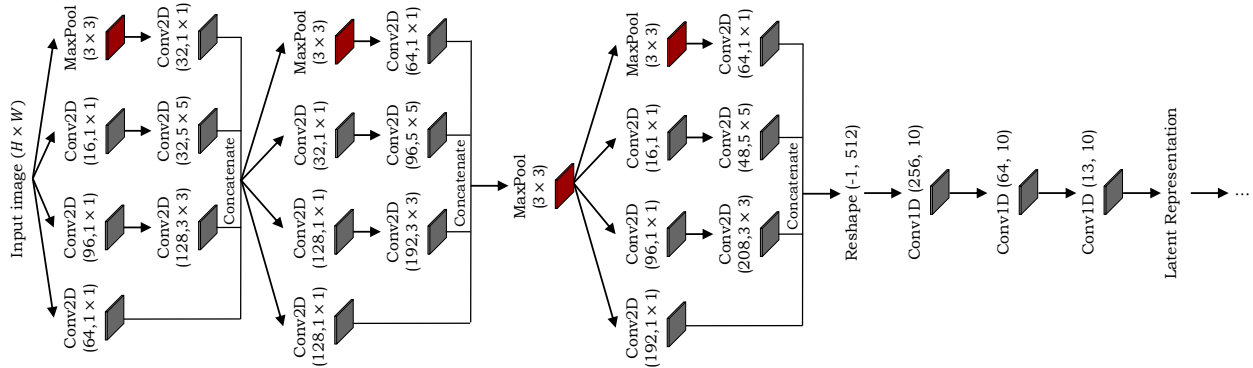 Input image (H × W)
MaxPool
(3 × 3)
Conv2D
(32,1 × 1)
Conv2D
(16,1 × 1)
Conv2D
(32,5 × 5)
Conv2D
(96,1 × 1)
Conv2D
(128,3 × 3)
Conv2D
(64,1 × 1)
Concatenate
MaxPool
(3 × 3)
Conv2D
(64,1 × 1)
Conv2D
(32,1 × 1)
Conv2D
(96,5 × 5)
Conv2D
(128,1 × 1)
Conv2D
(192,3 × 3)
Conv2D
(128,1 × 1)
Concatenate
MaxPool
(3 × 3)
MaxPool
(3 × 3)
Conv2D
(64,1 × 1)
Conv2D
(16,1 × 1)
Conv2D
(48,5 × 5)
Conv2D
(96,1 × 1)
Conv2D
(208,3 × 3)
Conv2D
(192,1 × 1)
Concatenate
Reshape (-1, 512)
Conv1D (256, 10)
Conv1D (64, 10)
Conv1D (13, 10)
Latent Representation
...